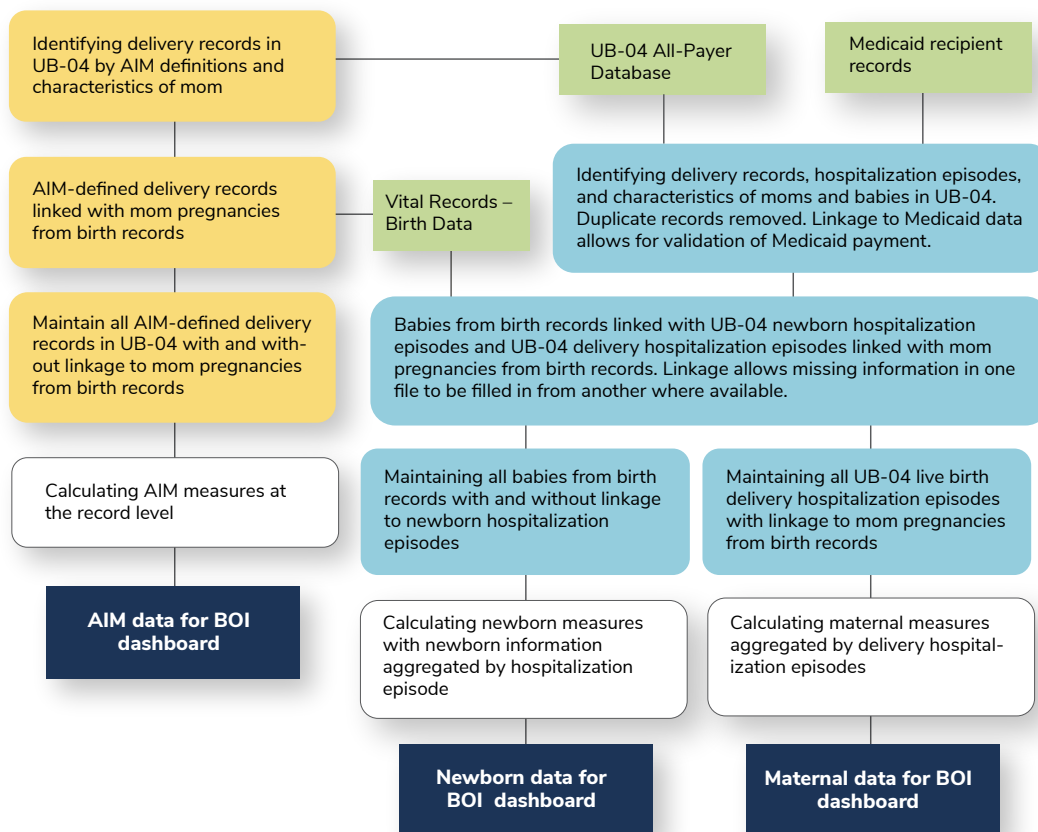 Identifying delivery records in
UB-04 by AIM definitions and
characteristics of mom
UB-04 All-Payer
Database
Medicaid recipient
records
AIM-defined delivery records
linked with mom pregnancies
from birth records
Vital Records –
Birth Data
Identifying delivery records, hospitalization episodes,
and characteristics of moms and babies in UB-04.
Duplicate records removed. Linkage to Medicaid data
allows for validation of Medicaid payment.
Maintain all AIM-defined delivery
records in UB-04 with and with-
out linkage to mom pregnancies
from birth records
Babies from birth records linked with UB-04 newborn hospitalization
episodes and UB-04 delivery hospitalization episodes linked with mom
pregnancies from birth records. Linkage allows missing information in one
file to be filled in from another where available.
Calculating AIM measures at
the record level
Maintaining all babies from birth
records with and without linkage
to newborn hospitalization
episodes
Maintaining all UB-04 live birth
delivery hospitalization episodes
with linkage to mom pregnancies
from birth records
AIM data for BOI
dashboard
Calculating newborn measures
with newborn information
aggregated by hospitalization
episode
Calculating maternal measures
aggregated by delivery hospital-
ization episodes
Newborn data for
BOI dashboard
Maternal data for BOI
dashboard